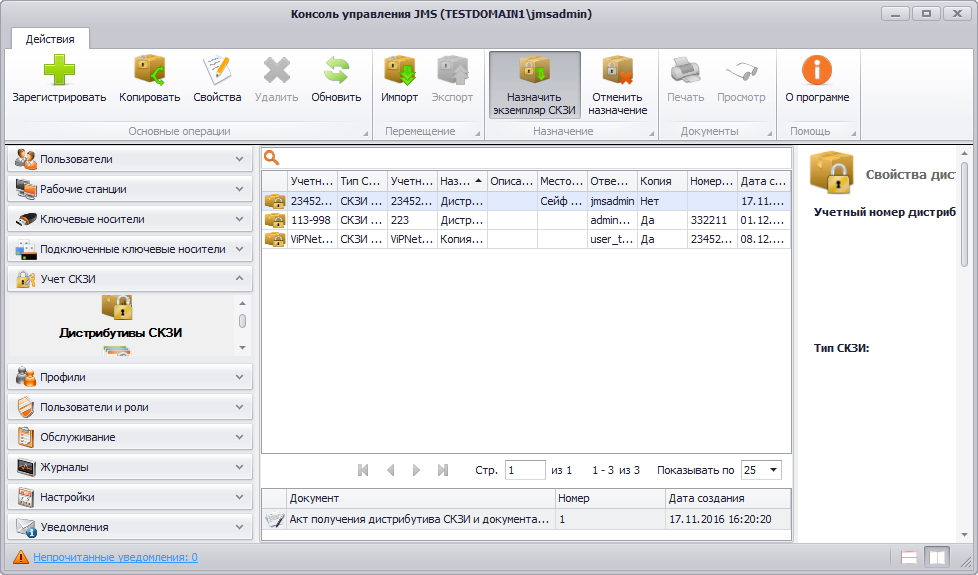 Консоль управления JMS (TESTDOMAIN1\jmsadmin)
Действия
Зарегистрировать Копировать Свойства Удалить Обновить Импорт Экспорт Назначить экземпляр СКЗИ Отменить назначение Печать Просмотр О программе
Основные операции Перемещение Назначение Документы Помощь
Пользователи
Рабочие станции
Ключевые носители
Подключенные ключевые носители
Учет СКЗИ
Дистрибутивы СКЗИ
Профили
Пользователи и роли
Обслуживание
Журналы
Настройки
Уведомления
Учетн... Тип С... Учетн... Наз... Описа... Место... Отве... Копия Номер... Дата с...
23452... СКЗИ ... 23452... Дистр... Сейф ... jmsadmin Нет 17.11....
113-998 СКЗИ ... 223 Дистр... admin... Да 332211 01.12....
ViPNet... СКЗИ ... ViPNet... Копия... user_t... Да 23452... 08.12....
Стр. 1 из 1 1 - 3 из 3 Показывать по 25
Документ Номер Дата создания
Акт получения дистрибутива СКЗИ и документа... 1 17.11.2016 16:20:20
Свойства дис
Учетный номер дистриб
Тип СКЗИ:
Непрочитанные уведомления: 0